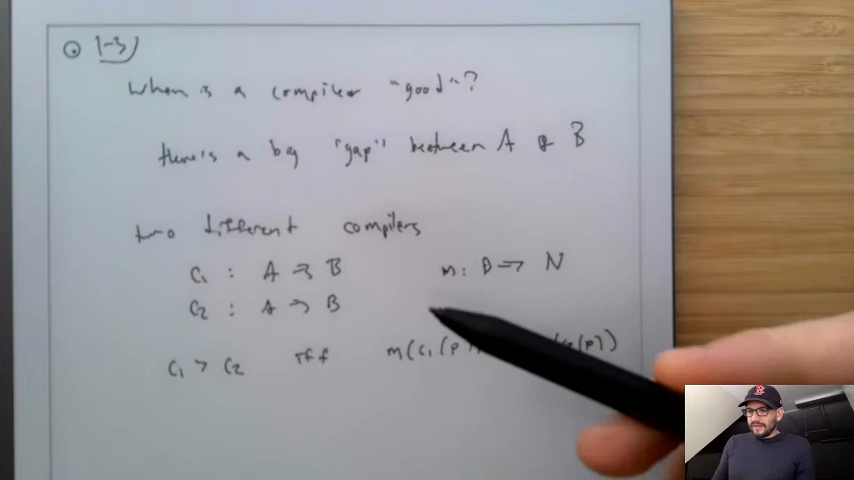 1-3)
When is a compiler "good"?
there's a big "gap" between A & B
two different compilers
c₁ : A → B
m: B → N
c₂ : A → B
c₁ > c₂ iff m(c₁(p) (p))